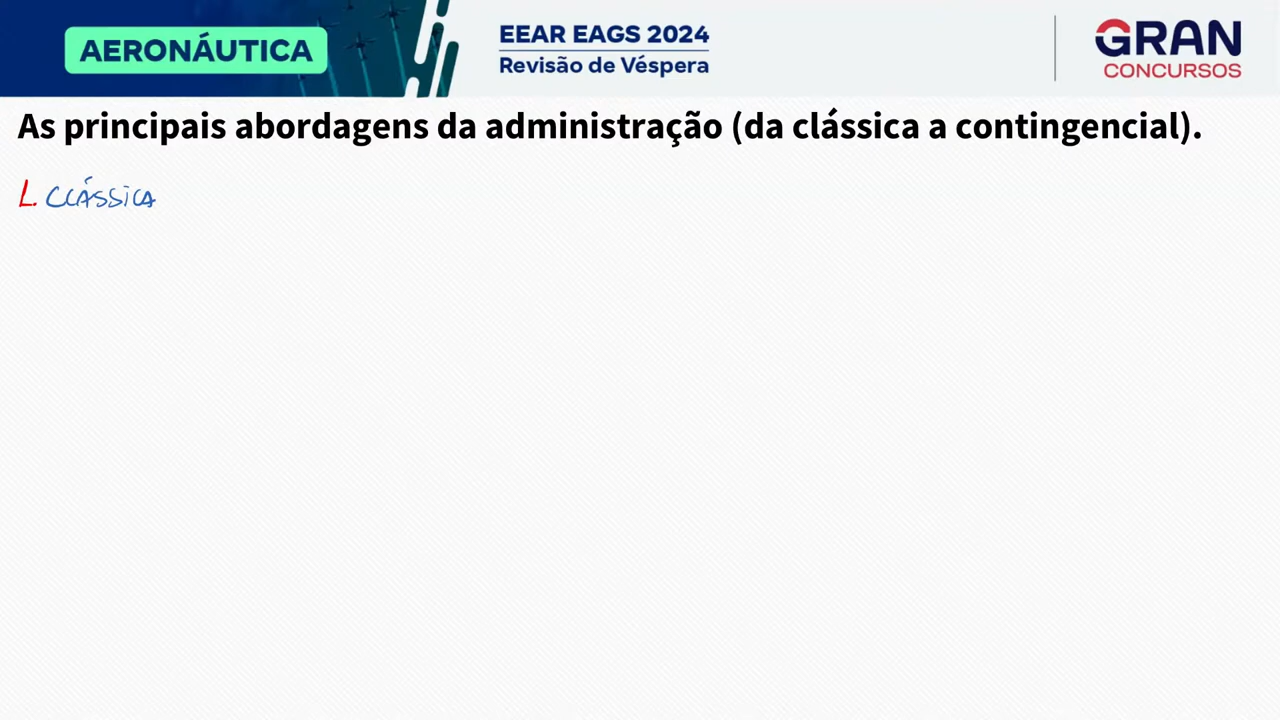 AERONÁUTICA
EEAR EAGS 2024
Revisão de Véspera
GRAN
CONCURSOS
As principais abordagens da administração (da clássica a contingencial).
1. CLÁSSICA